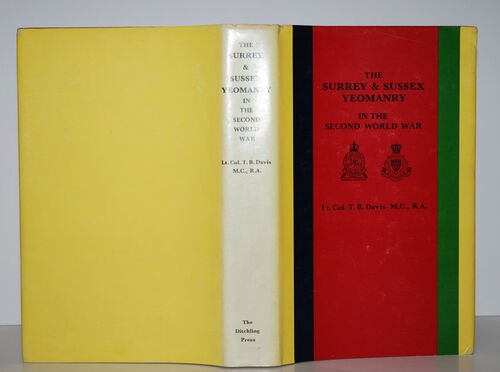 THE
SURREY
&
SUSSEX
YEOMANRY
IN
THE
SECOND
WORLD
WAR
Lt. Col. T. B. Davis
M.C., R.A.
The
Ditchling
Press
THE
SURREY & SUSSEX
YEOMANRY
IN THE
SECOND WORLD WAR
Lt. Col. T. B. Davis M.C., R.A.